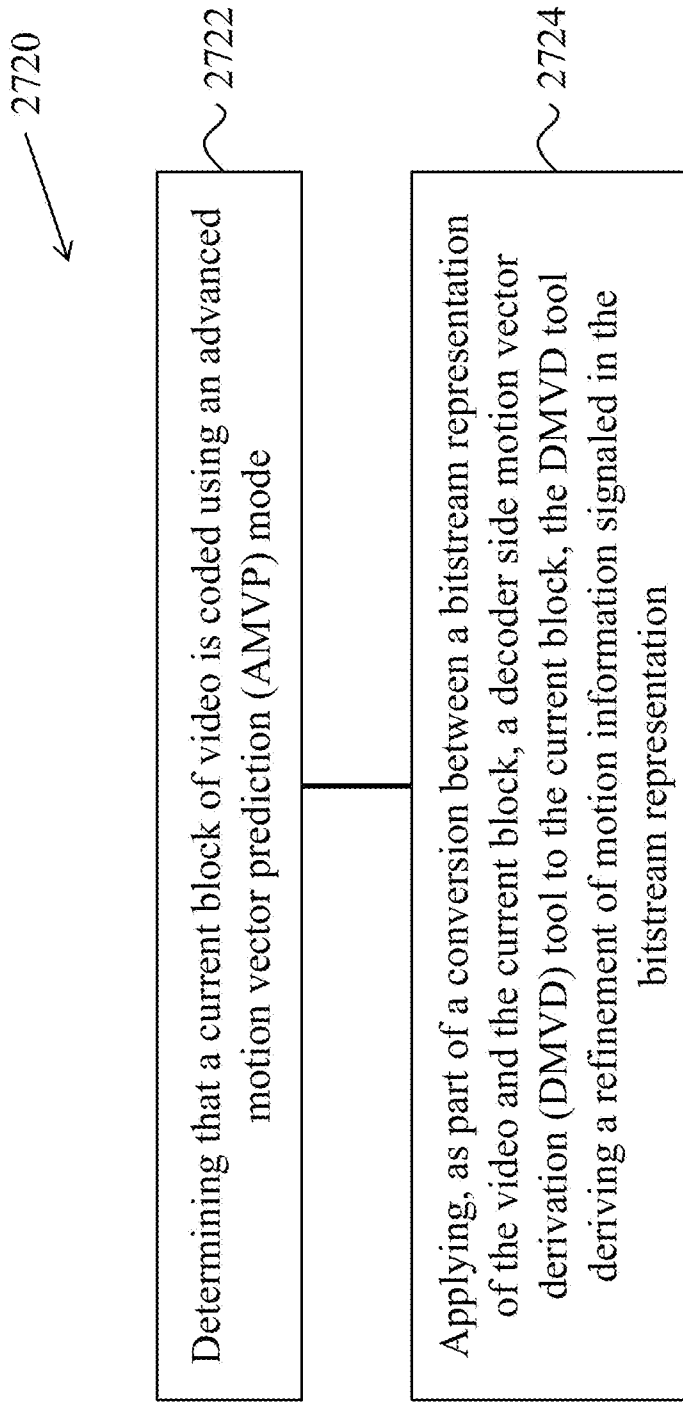 2720
Determining that a current block of video is coded using an advanced
motion vector prediction (AMVP) mode
2722
Applying, as part of a conversion between a bitstream representation
of the video and the current block, a decoder side motion vector
derivation (DMVD) tool to the current block, the DMVD tool
deriving a refinement of motion information signaled in the
bitstream representation
2724